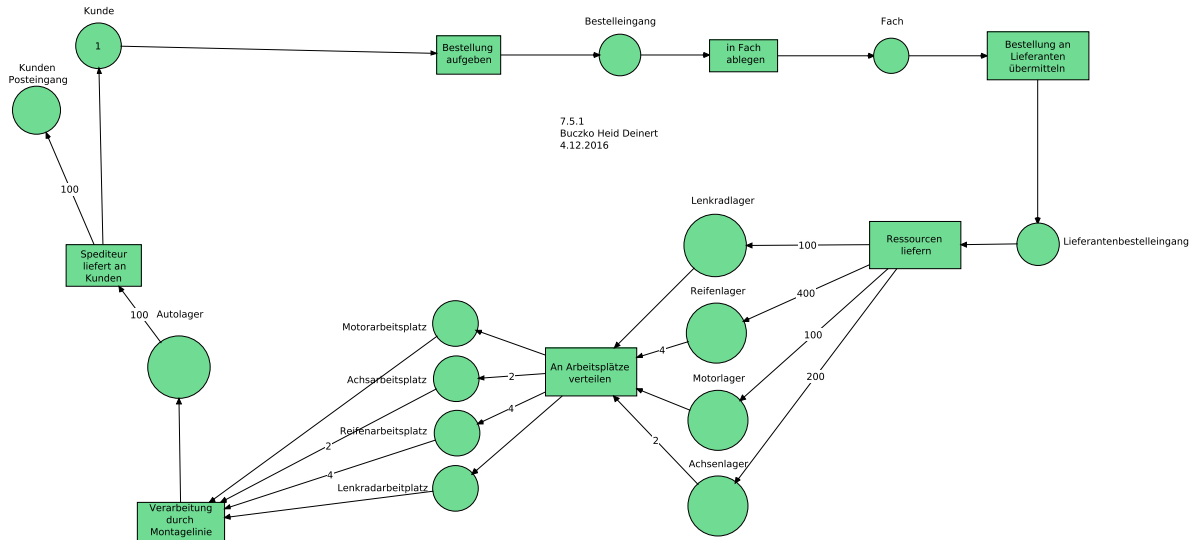 Kunde
1
Kunden
Posteingang
Bestellung
aufgeben
Bestelleingang
in Fach
ablegen
Fach
Bestellung an
Lieferanten
übermitteln
7.5.1
Buczko Heid Deinert
4.12.2016
100
Spediteur
liefert an
Kunden
Lenkradlager
100
Ressourcen
liefern
Lieferantenbestelleingang
Reifenlager
400
100
200
4
Motorlager
Achsenlager
2
100
Autolager
Motorarbeitsplatz
Achsarbeitsplatz
Reifenarbeitsplatz
Lenkradarbeitplatz
An Arbeitsplätze
verteilen
2
4
2
4
Verarbeitung
durch
Montagelinie